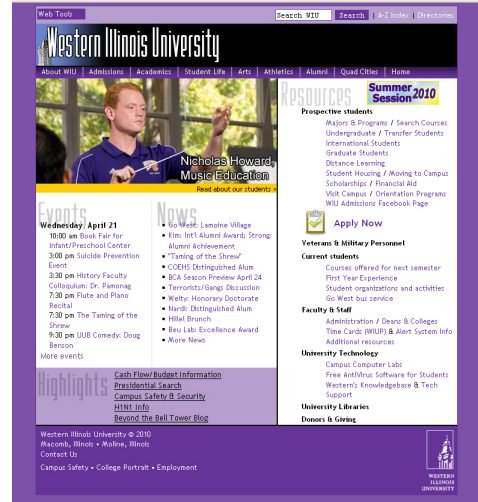 Web Tools
Search WIU Search | A-Z Index | Directories
Western Illinois University
About WIU | Admissions | Academics | Student Life | Arts | Athletics | Alumni | Quad Cities | Home
Nicholas Howard,
Music Education
Read about our students >
Resources
Summer
Session 2010
Prospective students
Majors & Programs / Search Courses
Undergraduate / Transfer Students
International Students
Graduate Students
Distance Learning
Student Housing / Moving to Campus
Scholarships / Financial Aid
Visit Campus / Orientation Programs
WIU Admissions Facebook Page
Apply Now
Veterans & Military Personnel
Current students
Courses offered for next semester
First Year Experience
Student organizations and activities
Go West bus service
Faculty & Staff
Administration / Deans & Colleges
Time Cards (WIUP) & Alert System Info
Additional resources
University Technology
Campus Computer Labs
Free AntiVirus Software for Students
Western's Knowledgebase & Tech
Support
University Libraries
Donors & Giving
Events
Wednesday, April 21
10:00 am Book Fair for
Infant/Preschool Center
3:00 pm Suicide Prevention
Event
3:30 pm History Faculty
Colloquium: Dr. Pamonag
7:30 pm Flute and Piano
Recital
7:30 pm The Taming of the
Shrew
9:30 pm UUB Comedy: Doug
Benson
More events
News
Go West: Lamoine Village
Kim: Int'l Alumni Award; Strong:
Alumni Achievement
"Taming of the Shrew"
COEHS Distinguished Alum
BCA Season Preview April 24
Terrorists/Gangs Discussion
Welty: Honorary Doctorate
Nardi: Distinguished Alum
Hillel Brunch
Beu Lab: Excellence Award
More News
Highlights
Cash Flow/Budget Information
Presidential Search
Campus Safety & Security
H1N1 Info
Beyond the Bell Tower Blog
Western Illinois University © 2010
Macomb, Illinois • Moline, Illinois
Contact Us
Campus Safety • College Portrait • Employment
WESTERN
ILLINOIS
UNIVERSITY